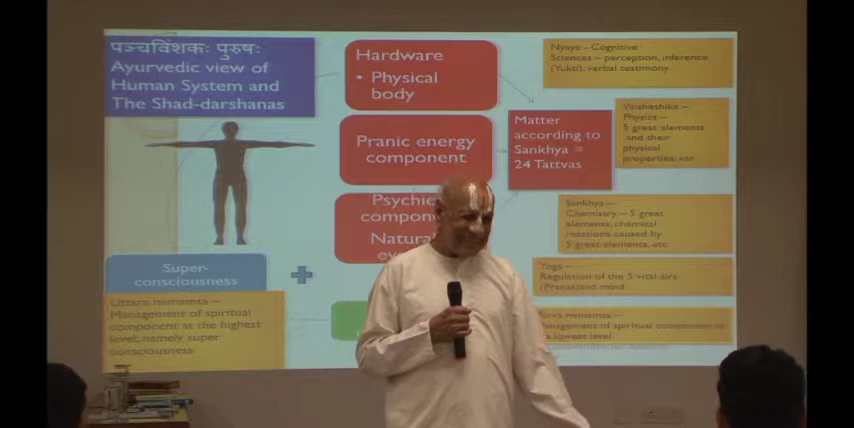 पञ्चविंशकः पुरुषः
Ayurvedic view of
Human System and
The Shad-darshanas
Hardware
• Physical
body
Pranic energy
component
Psychic
Natural
Matter
according to
Sankhya =
24 Tattvas
Super-
consciousness
Uttara mimamsa –
Management of spiritual
component at the highest
level, namely super
consciousness
Nyaya – Cognitive
Sciences – perception, inference
(Yukti), verbal testimony
Vaisheshika –
Physics –
5 great elements
and their
physical
properties, etc
Sankhya –
Chemistry – 5 great
elements, chemical
reactions caused by
5 great elements, etc
Yoga –
Regulation of the 5 vital airs
(Pranas)and mind
mimamsa –
of spiritual component at
lowest level